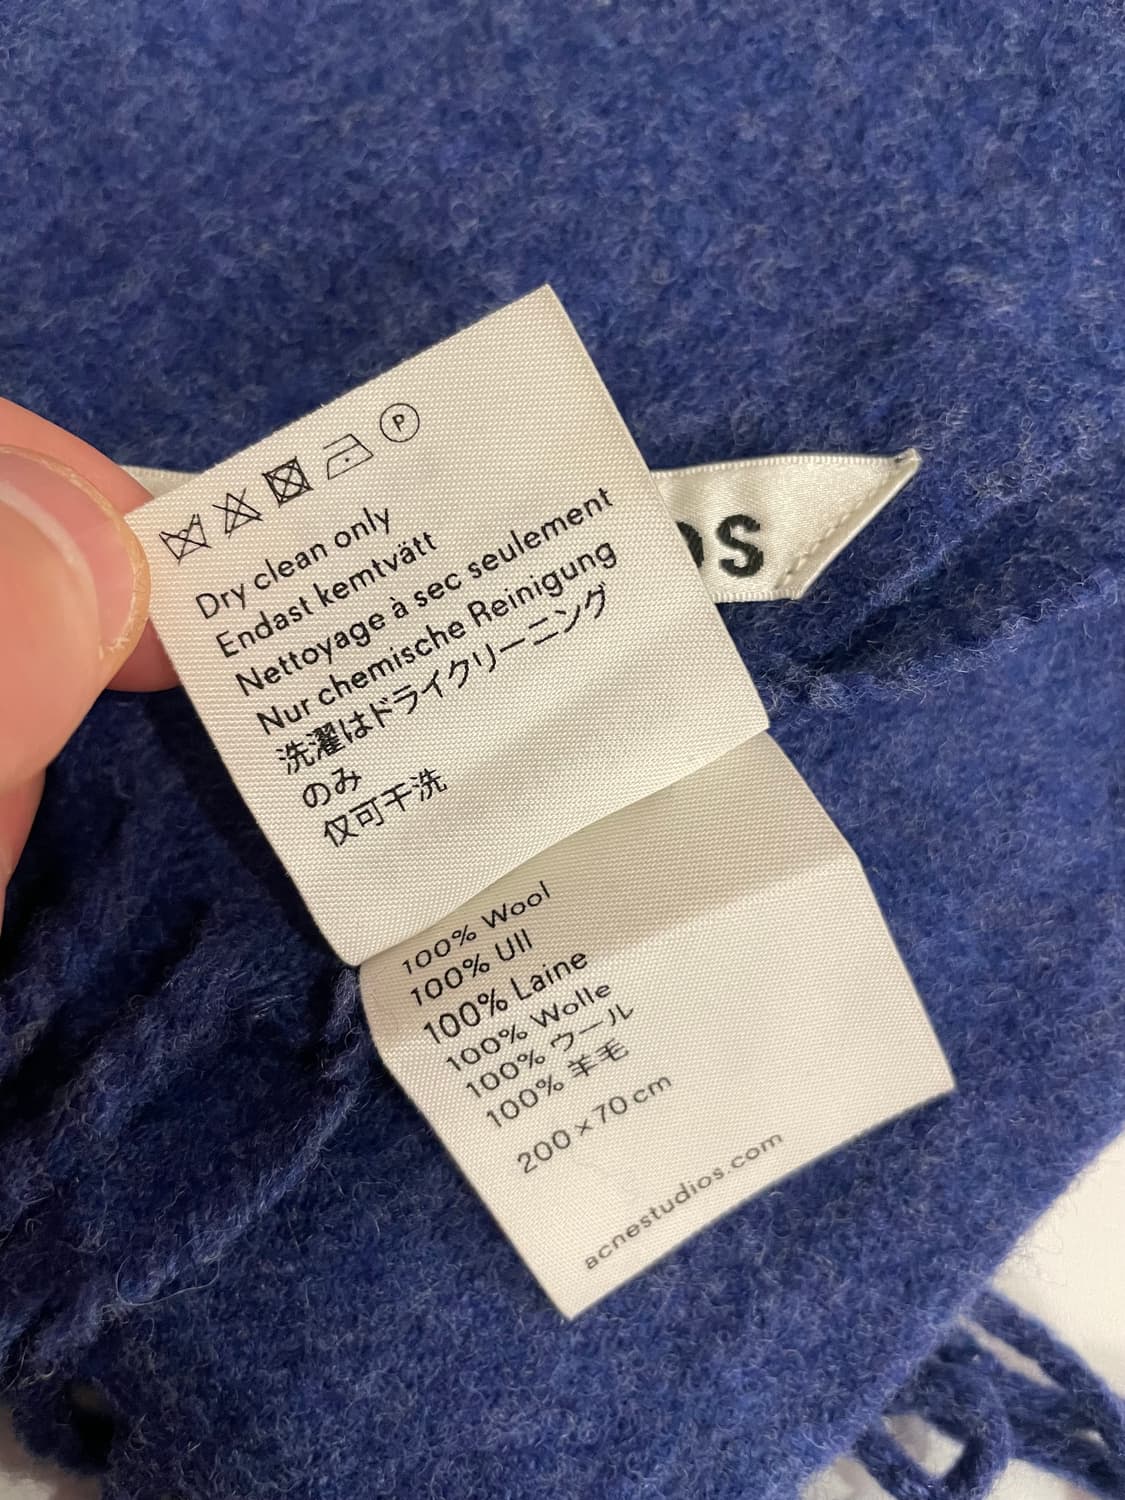 P
Dry clean only
Endast kemtvätt
Nettoyage à sec seulement
Nur chemische Reinigung
洗濯はドライクリーニング
のみ
仅可干洗
OS
100% Wool
100% Ull
100% Laine
100% Wolle
100% ウール
100% 羊毛
200 × 70 cm
acnestudios.com